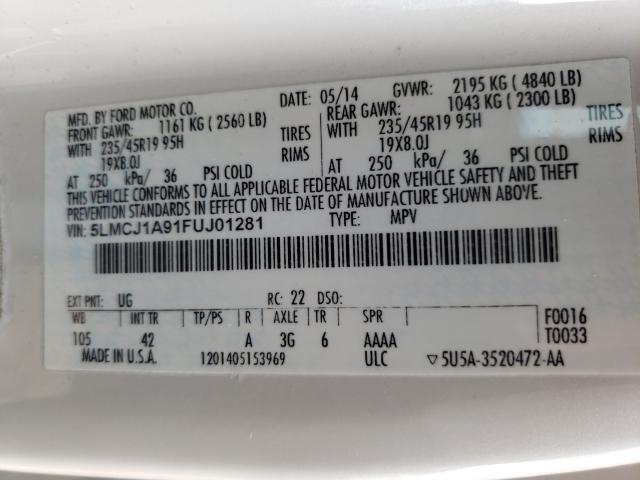 MFD. BY FORD MOTOR CO. DATE: 05/14 GVWR: 2195 KG ( 4840 LB)
FRONT GAWR: 1161 KG ( 2560 LB) REAR GAWR: 1043 KG ( 2300 LB)
WITH 235/45R19 95H TIRES WITH 235/45R19 95H TIRES
19X8.0J RIMS 19X8.0J RIMS
AT 250 kPa/ 36 PSI COLD AT 250 kPa/ 36 PSI COLD
THIS VEHICLE CONFORMS TO ALL APPLICABLE FEDERAL MOTOR VEHICLE SAFETY AND THEFT
PREVENTION STANDARDS IN EFFECT ON THE DATE OF MANUFACTURE SHOWN ABOVE.
VIN: 5LMCJ1A91FUJ01281 TYPE: MPV
EXT PNT: UG RC: 22 DSO:
WB INT TR TP/PS R AXLE TR SPR F0016
105 42 A 3G 6 AAAA T0033
MADE IN U.S.A. 1201405153969 ULC ▽5U5A-3520472-AA